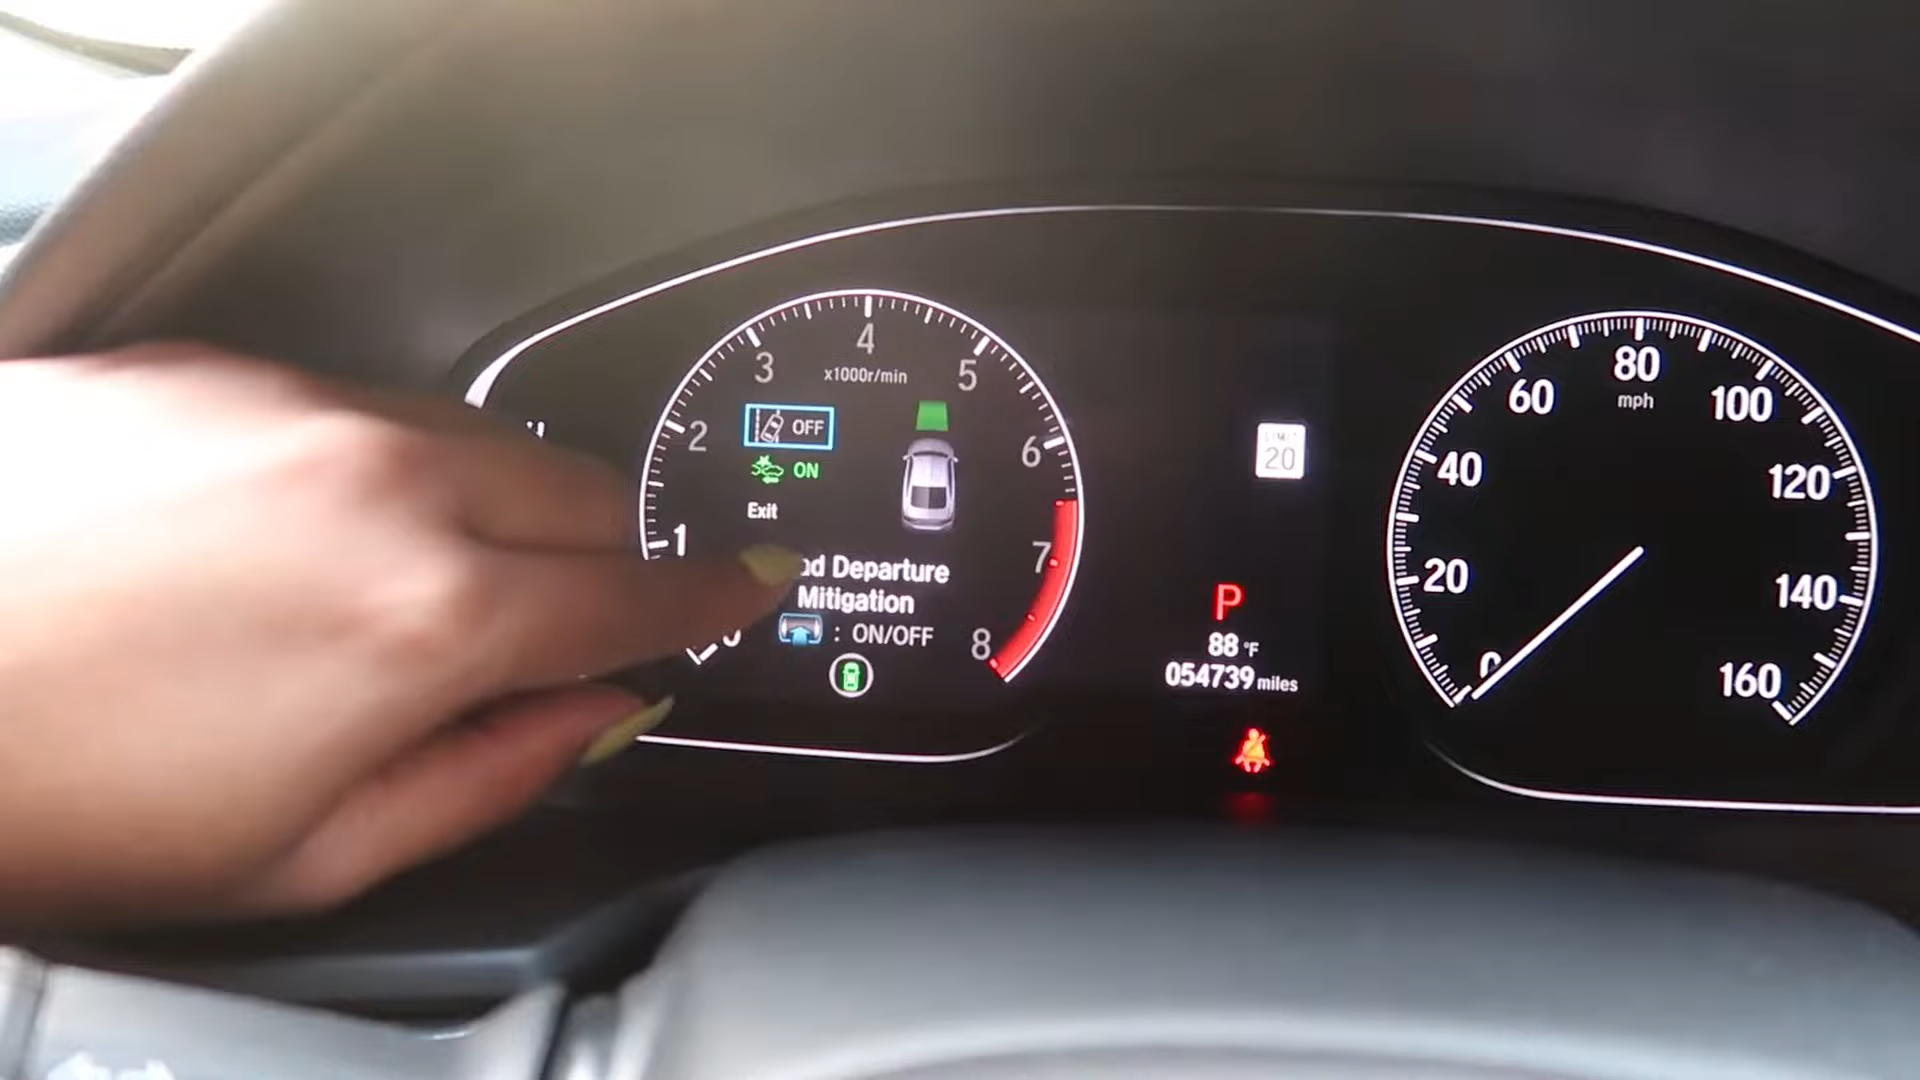 4
3
5
x1000r/min
2
OFF
6
ON
Exit
1
7
Departure
Mitigation
: ON/OFF
8
LIMIT
20
P
88 °F
054739 miles
80
mph
60
100
40
120
20
140
0
160